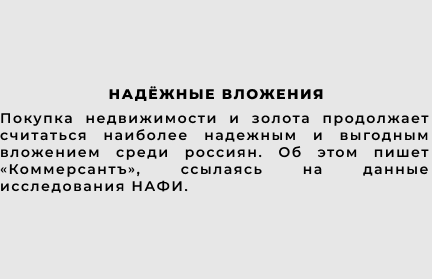 НАДЁЖНЫЕ ВЛОЖЕНИЯ
Покупка недвижимости и золота продолжает
считаться наиболее надежным и выгодным
вложением среди россиян. Об этом пишет
«Коммерсантъ», ссылаясь на данные
исследования НАФИ.